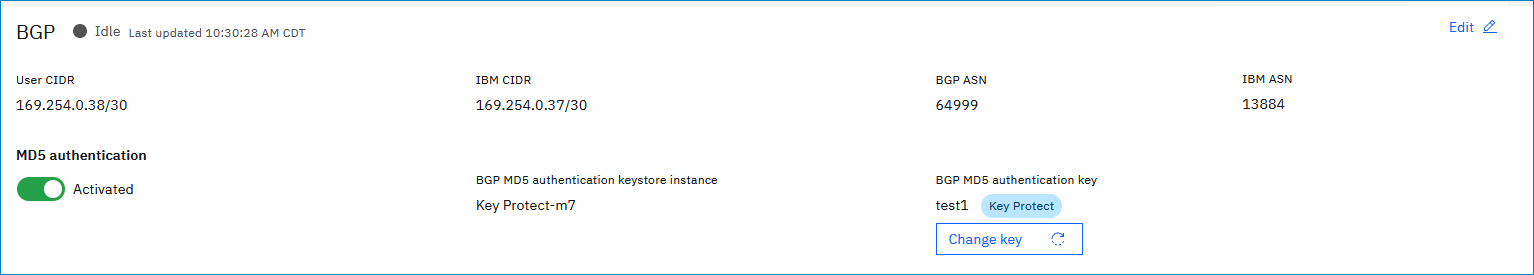 BGP Idle Last updated 10:30:28 AM CDT Edit
User CIDR IBM CIDR BGP ASN IBM ASN
169.254.0.38/30 169.254.0.37/30 64999 13884
MD5 authentication
Activated
BGP MD5 authentication keystore instance BGP MD5 authentication key
Key Protect-m7 test1 Key Protect
Change key